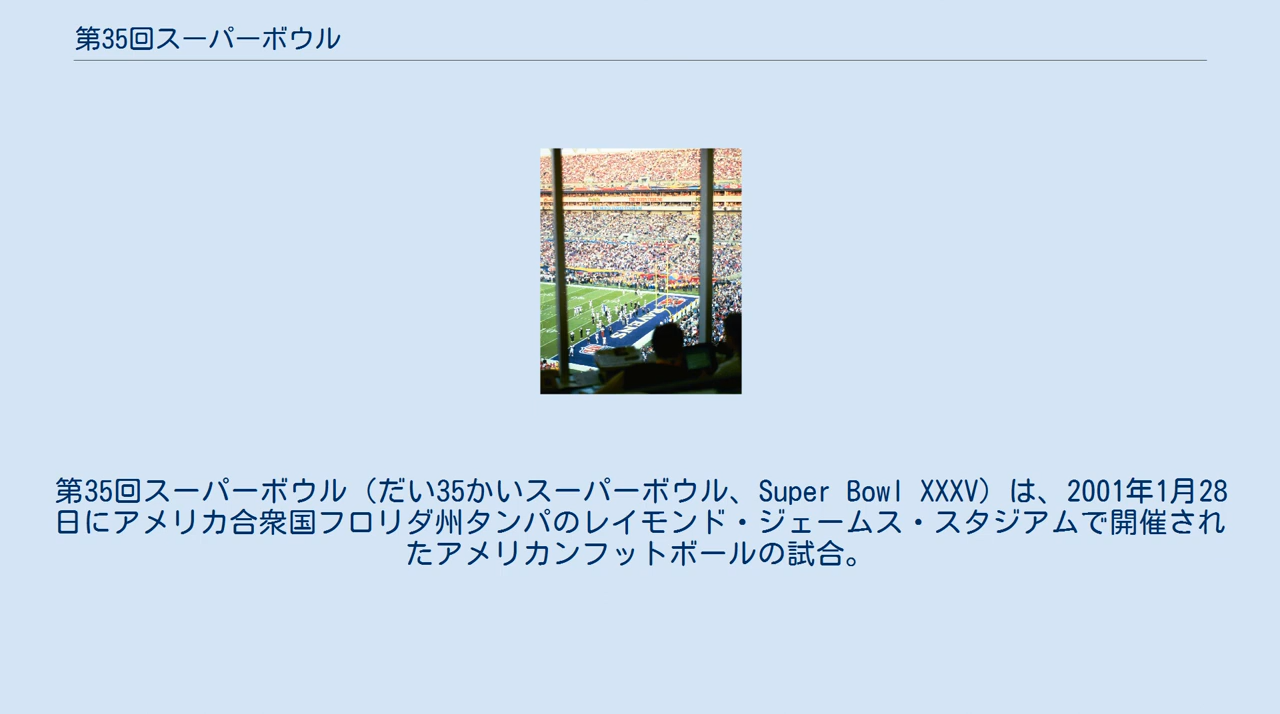 第35回スーパーボウル
RAVENS
第35回スーパーボウル（だい35かいスーパーボウル、Super Bowl XXXV）は、2001年1月28
日にアメリカ合衆国フロリダ州タンパのレイモンド・ジェームス・スタジアムで開催され
たアメリカンフットボールの試合。